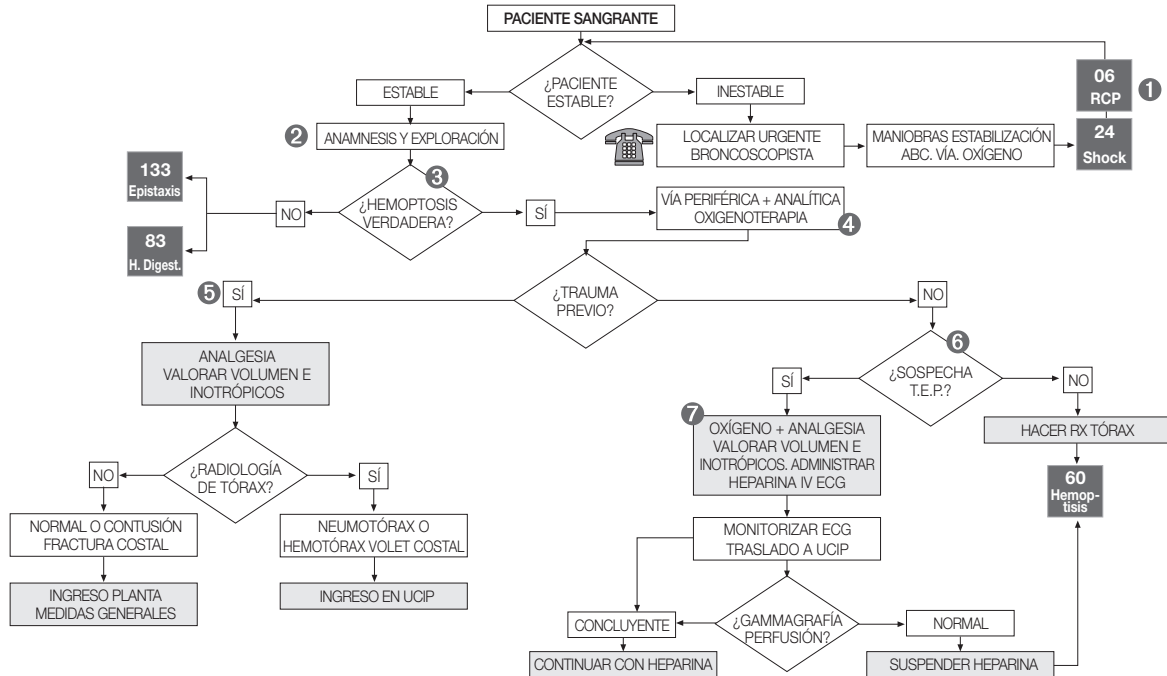 PACIENTE SANGRANTE
¿PACIENTE
ESTABLE?
ESTABLE
INESTABLE
06
RCP
1
2
ANAMNESIS Y EXPLORACIÓN
LOCALIZAR URGENTE
BRONCOSCOPISTA
MANIOBRAS ESTABILIZACIÓN
ABC. VÍA. OXÍGENO
24
Shock
133
Epistaxis
83
H. Digest.
NO
3
¿HEMOPTOSIS
VERDADERA?
SÍ
VÍA PERIFÉRICA + ANALÍTICA
OXIGENOTERAPIA
4
5
SÍ
¿TRAUMA
PREVIO?
NO
ANALGESIA
VALORAR VOLUMEN E
INOTRÓPICOS
6
¿SOSPECHA
T.E.P.?
SÍ
NO
7
OXÍGENO + ANALGESIA
VALORAR VOLUMEN E
INOTRÓPICOS. ADMINISTRAR
HEPARINA IV ECG
HACER RX TÓRAX
60
Hemop-
tisis
NO
¿RADIOLOGÍA
DE TÓRAX?
SÍ
NORMAL O CONTUSIÓN
FRACTURA COSTAL
NEUMOTÓRAX O
HEMOTÓRAX VOLET COSTAL
MONITORIZAR ECG
TRASLADO A UCIP
INGRESO PLANTA
MEDIDAS GENERALES
INGRESO EN UCIP
CONCLUYENTE
¿GAMMAGRAFÍA
PERFUSIÓN?
NORMAL
CONTINUAR CON HEPARINA
SUSPENDER HEPARINA